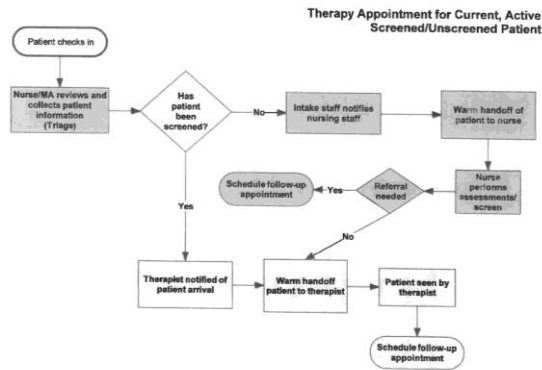 Therapy Appointment for Current, Active
Screened/Unscreened Patient
Patient checks in
Nurse/MA reviews and
collects patient
information
(Triage)
Has
patient
been
screened?
No
Intake staff notifies
nursing staff
Warm handoff of
patient to nurse
Nurse
performs
assessments/
screen
Referral
needed
Yes
Schedule follow-up
appointment
Yes
No
Therapist notified of
patient arrival
Warm handoff
patient to therapist
Patient seen by
therapist
Schedule follow-up
appointment